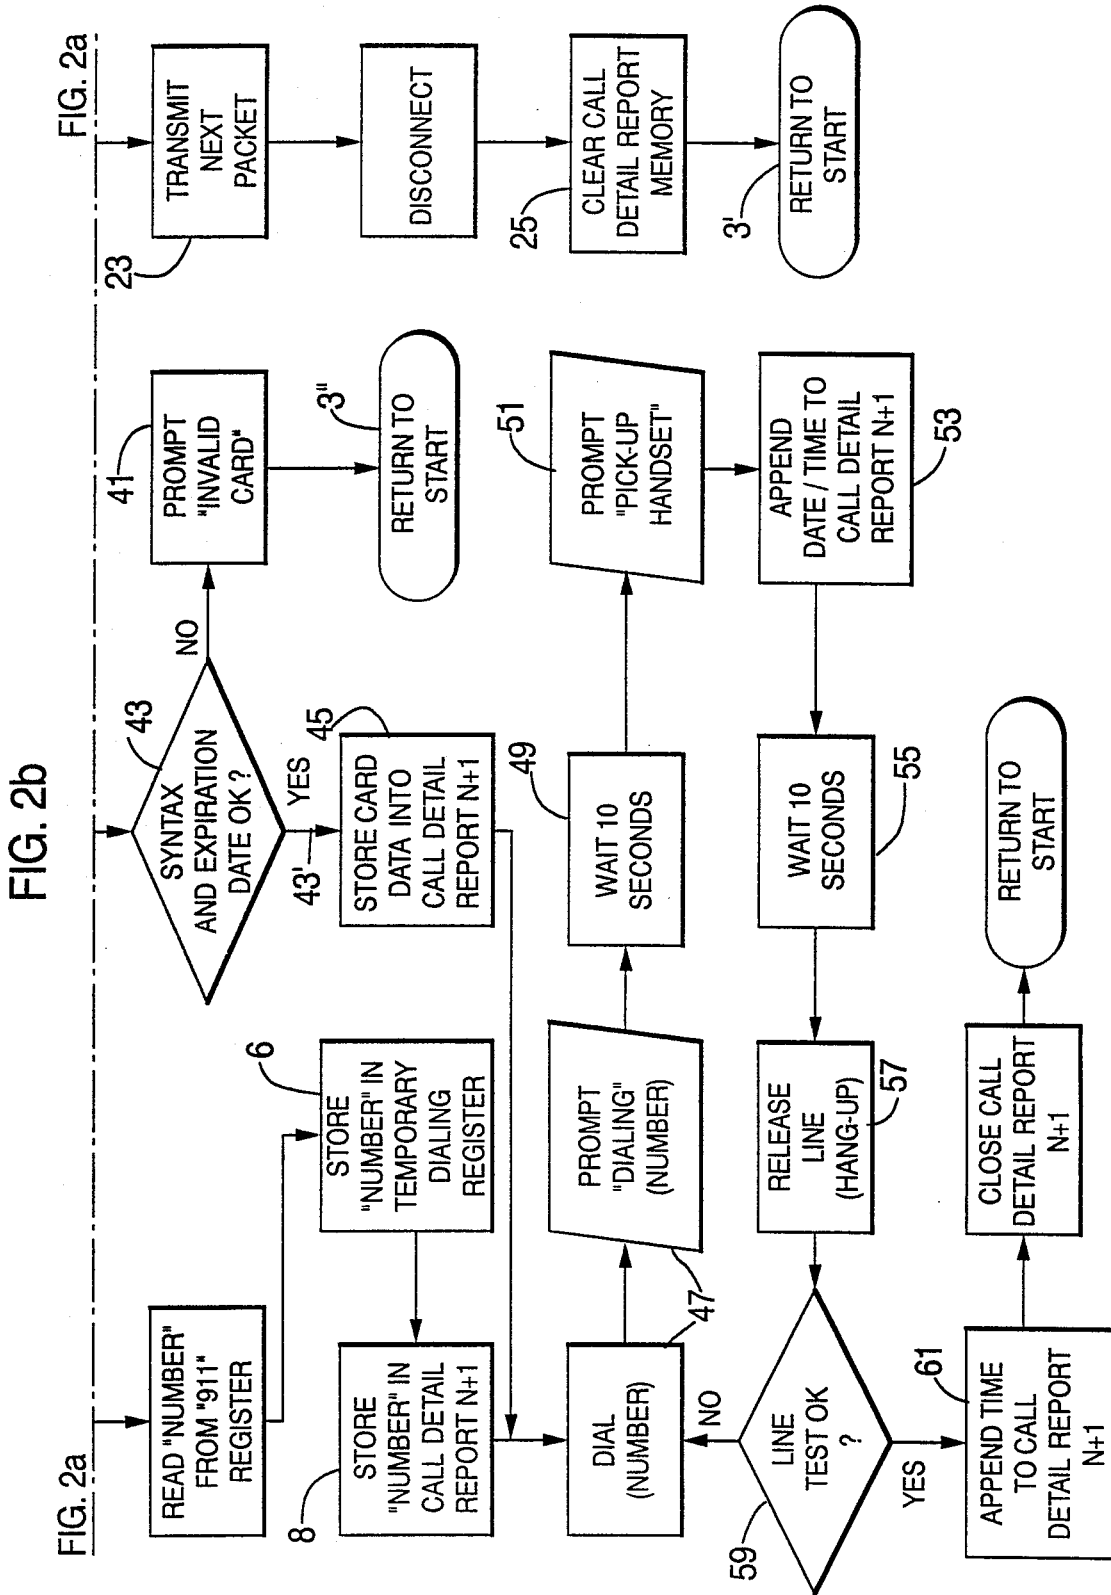 FIG. 2b
FIG. 2a
FIG. 2a
READ "NUMBER"
FROM "911"
REGISTER
6
STORE
"NUMBER" IN
TEMPORARY
DIALING
REGISTER
8
STORE
"NUMBER" IN
CALL DETAIL
REPORT N+1
43
SYNTAX
AND EXPIRATION
DATE OK ?
NO
YES
43'
41
PROMPT
"INVALID
CARD"
3"
RETURN TO
START
45
STORE CARD
DATA INTO
CALL DETAIL
REPORT N+1
23
TRANSMIT
NEXT
PACKET
DISCONNECT
25
CLEAR CALL
DETAIL REPORT
MEMORY
3'
RETURN TO
START
DIAL
(NUMBER)
47
PROMPT
"DIALING"
(NUMBER)
49
WAIT 10
SECONDS
51
PROMPT
"PICK-UP
HANDSET"
53
APPEND
DATE / TIME TO
CALL DETAIL
REPORT N+1
55
WAIT 10
SECONDS
57
RELEASE
LINE
(HANG-UP)
59
LINE
TEST OK
?
NO
YES
61
APPEND TIME
TO CALL
DETAIL REPORT
N+1
CLOSE CALL
DETAIL REPORT
N+1
RETURN TO
START